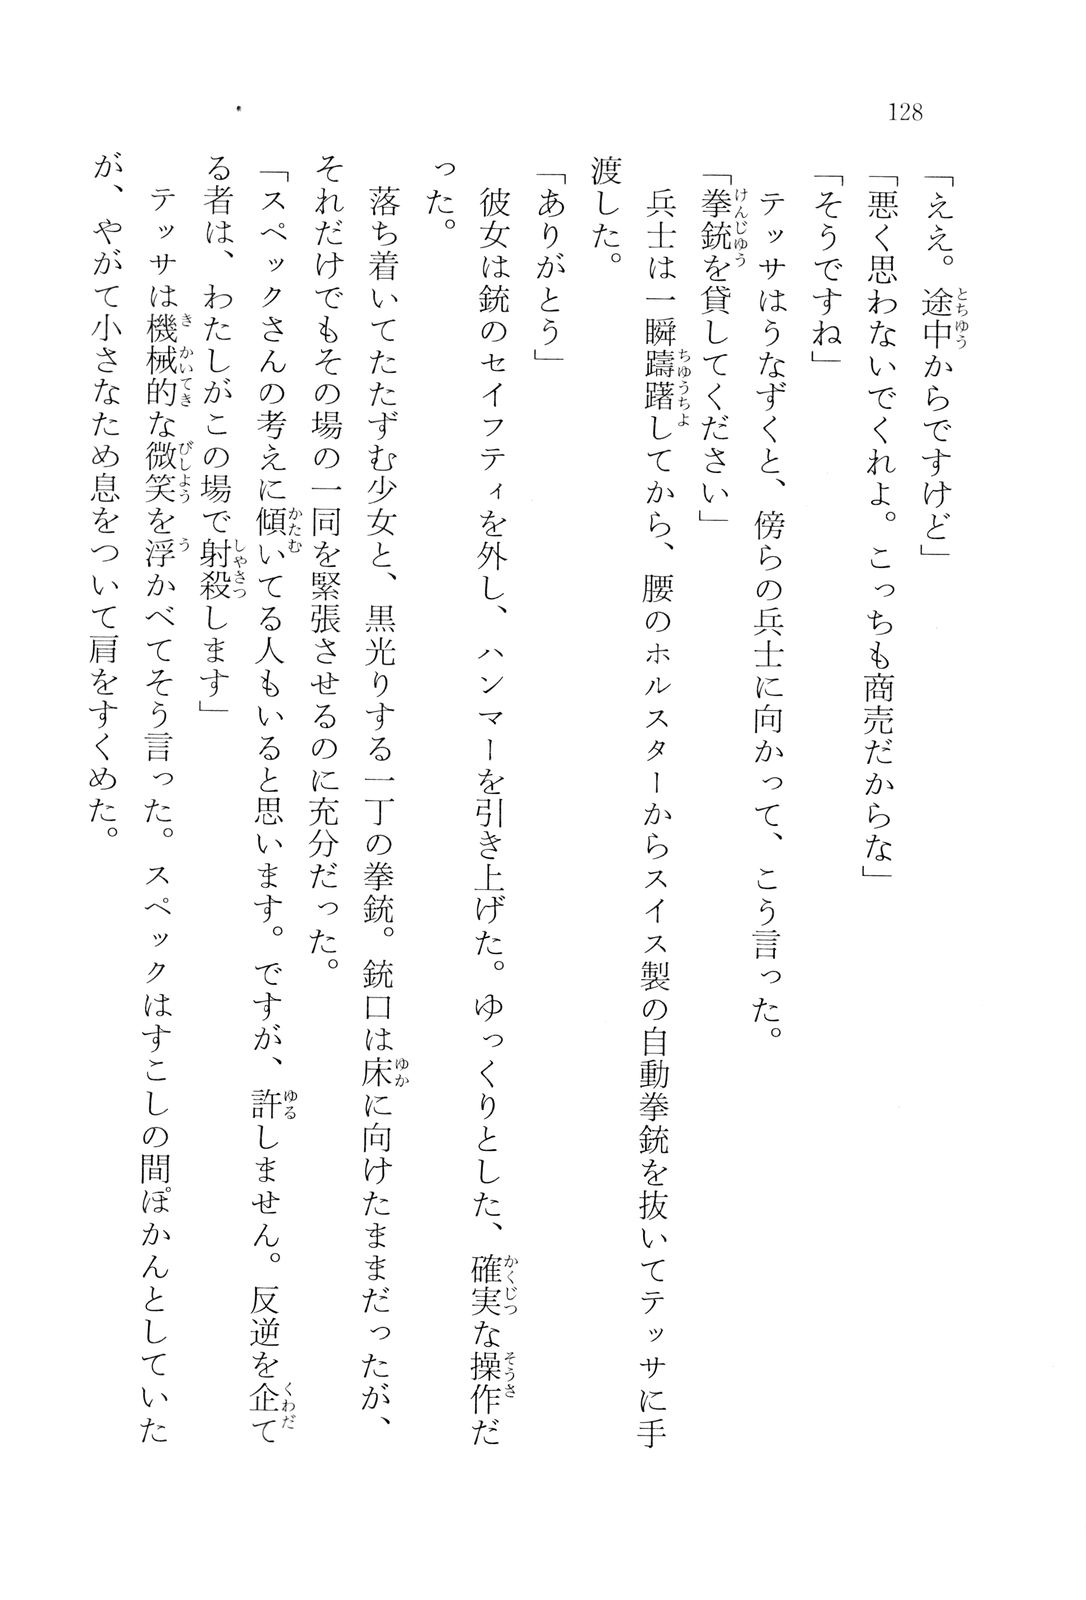 128
「ええ。途中からですけど」
「悪く思わないでくれよ。こっちも商売だからな」
「そうですね」
テッサはうなずくと、傍らの兵士に向かって、こう言った。
「拳銃を貸してください」
兵士は一瞬躊躇してから、腰のホルスターからスイス製の自動拳銃を抜いてテッサに手
渡した。
「ありがとう」
彼女は銃のセイフティを外し、ハンマーを引き上げた。ゆっくりとした、確実な操作だ
った。
落ち着いてたたずむ少女と、黒光りする一丁の拳銃。銃口は床に向けたままだったが、
それだけでもその場の一同を緊張させるのに充分だった。
「スペックさんの考えに傾いてる人もいると思います。ですが、許しません。反逆を企て
る者は、わたしがこの場で射殺します」
テッサは機械的な微笑を浮かべてそう言った。スペックはすこしの間ぽかんとしていた
が、やがて小さなため息をついて肩をすくめた。